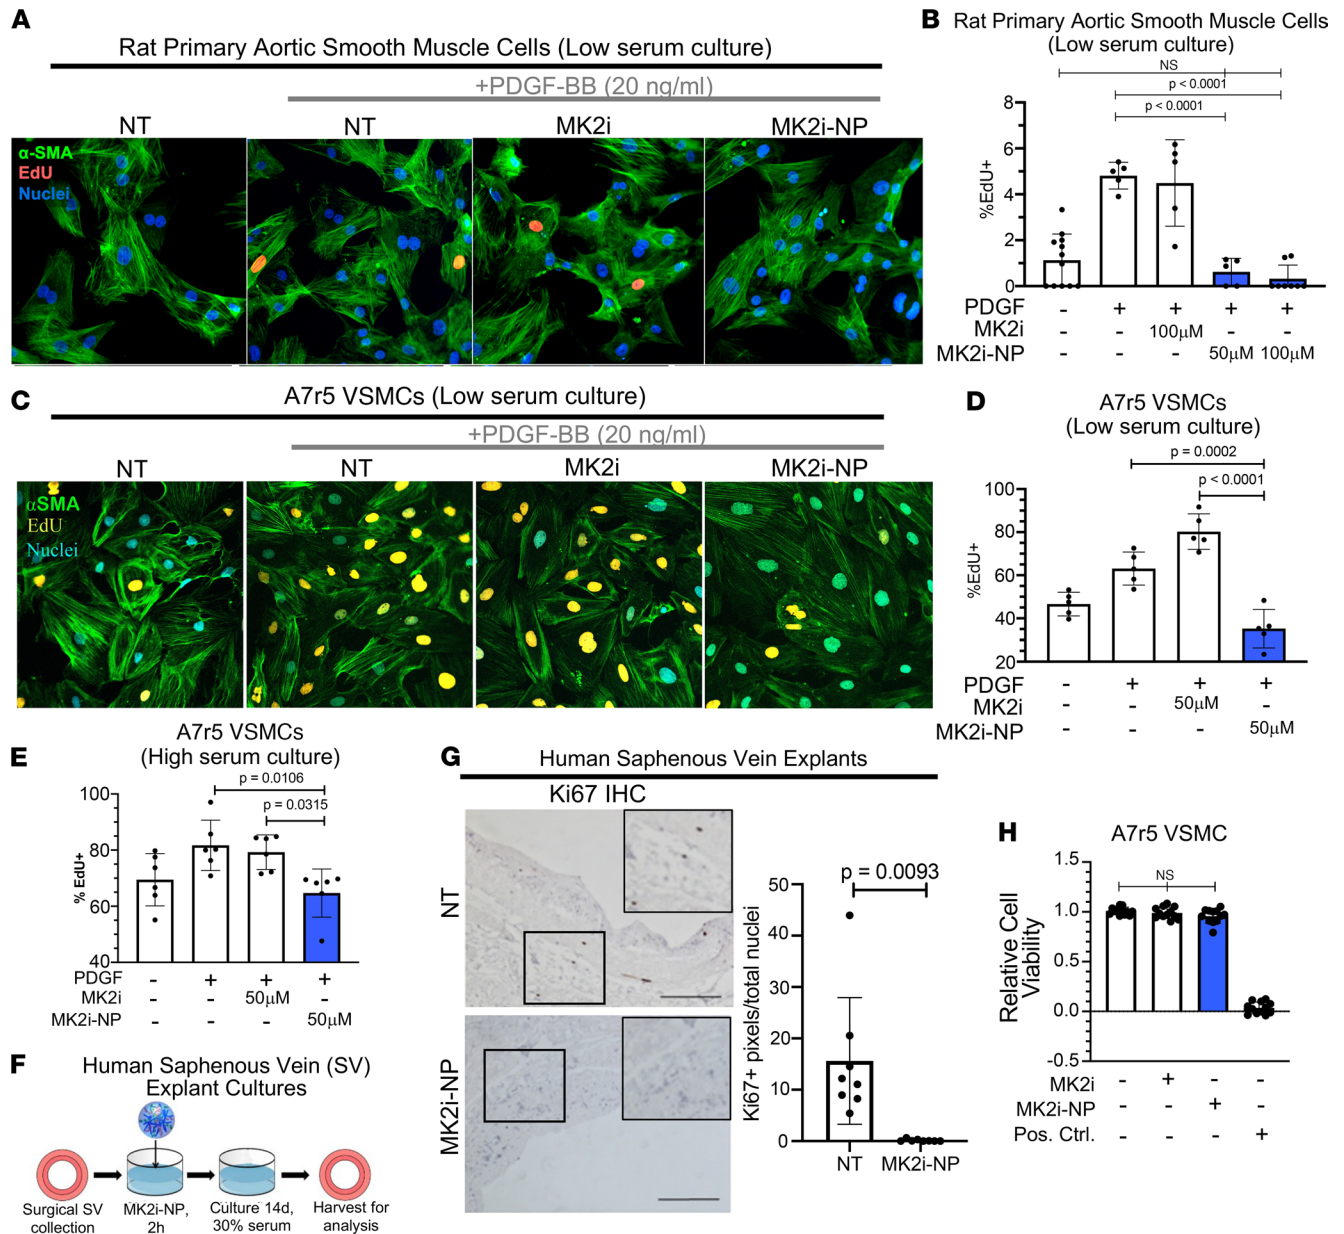 A
Rat Primary Aortic Smooth Muscle Cells (Low serum culture)
+PDGF-BB (20 ng/ml)
NT
NT
MK2i
MK2i-NP
α-SMA
EdU
Nuclei
B
Rat Primary Aortic Smooth Muscle Cells
(Low serum culture)
NS
p < 0.0001
p < 0.0001
8
6
4
2
0
%EdU+
PDGF - + + + +
MK2i - - 100μM - -
MK2i-NP - - - 50μM 100μM
C
A7r5 VSMCs (Low serum culture)
+PDGF-BB (20 ng/ml)
NT
NT
MK2i
MK2i-NP
αSMA
EdU
Nuclei
D
A7r5 VSMCs
(Low serum culture)
p = 0.0002
p < 0.0001
100
80
60
40
20
%EdU+
PDGF - + + +
MK2i - - 50μM -
MK2i-NP - - - 50μM
E
A7r5 VSMCs
(High serum culture)
p = 0.0106
p = 0.0315
100
80
60
40
% EdU+
PDGF - + + +
MK2i - - 50μM -
MK2i-NP - - - 50μM
F
Human Saphenous Vein (SV)
Explant Cultures
Surgical SV
collection
MK2i-NP,
2h
Culture 14d,
30% serum
Harvest for
analysis
G
Human Saphenous Vein Explants
Ki67 IHC
NT
MK2i-NP
p = 0.0093
50
40
30
20
10
0
Ki67+ pixels/total nuclei
NT
MK2i-NP
H
A7r5 VSMC
NS
1.5
1.0
0.5
0.0
-0.5
Relative Cell
Viability
MK2i - + - -
MK2i-NP - - + -
Pos. Ctrl. - - - +